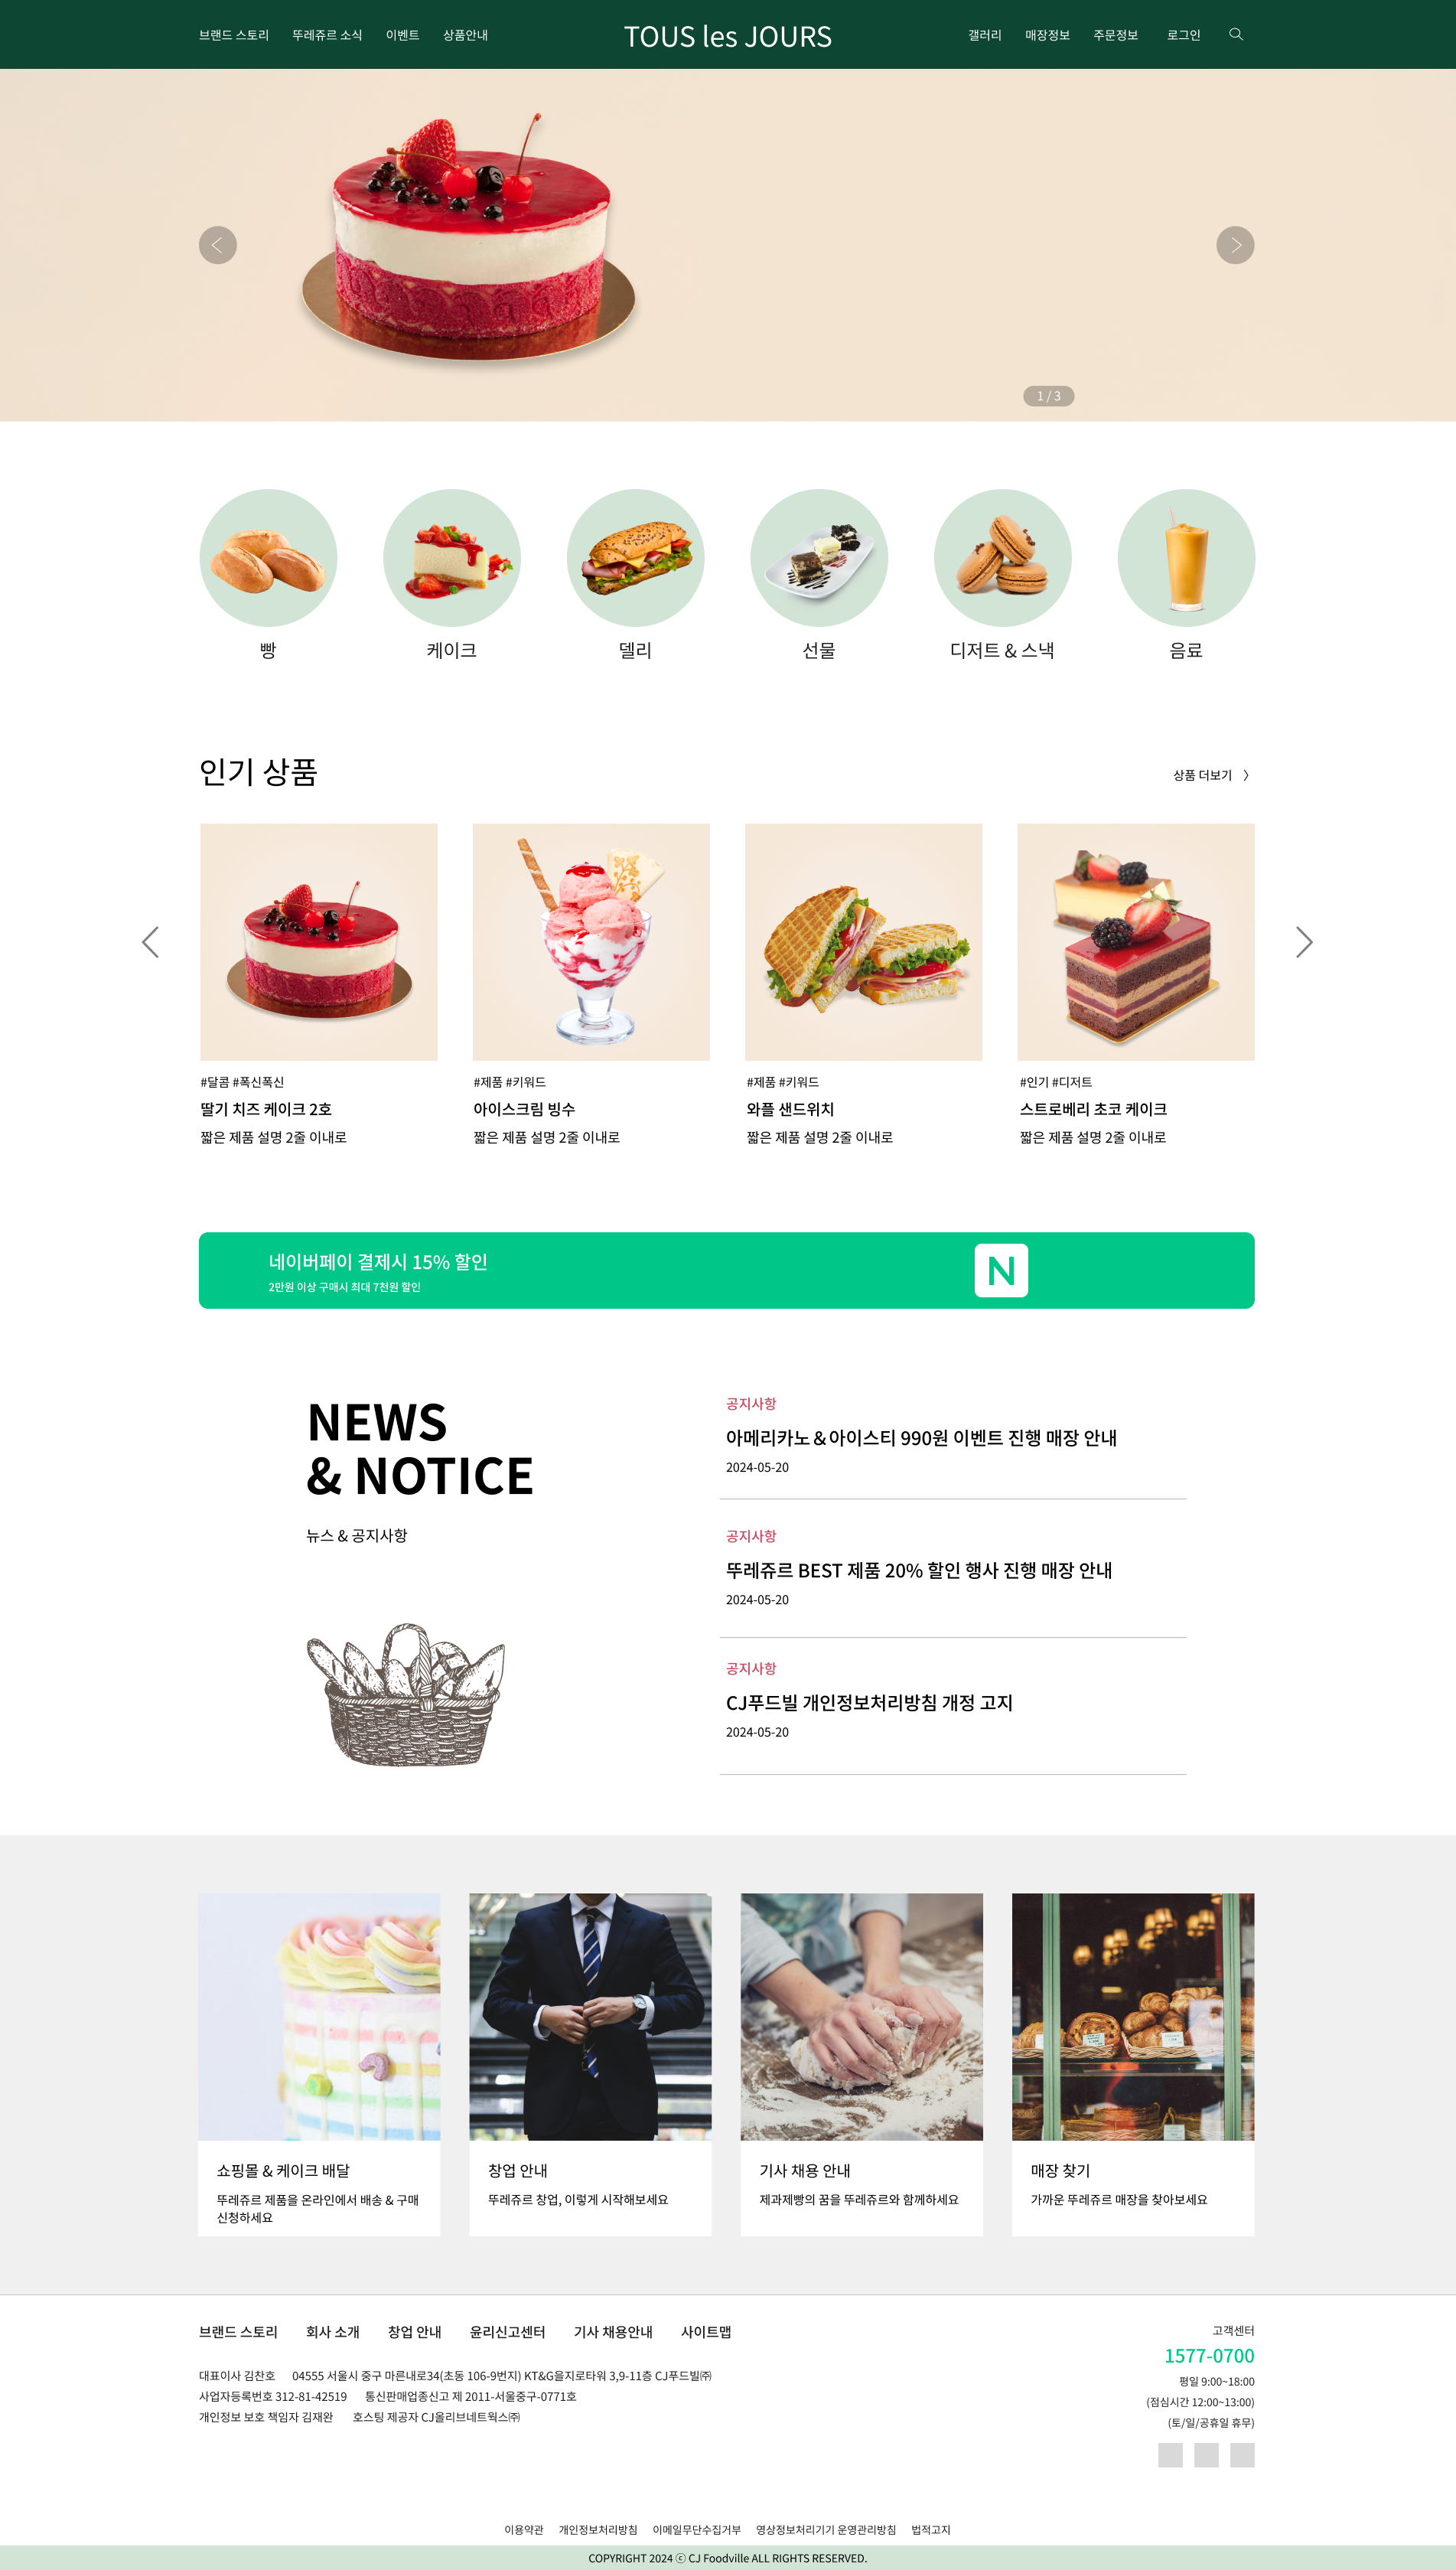 브랜드 스토리 뚜레쥬르 소식 이벤트 상품안내 TOUS les JOURS 갤러리 매장정보 주문정보 로그인
1 / 3
빵 케이크 델리 선물 디저트 & 스낵 음료
인기 상품 상품 더보기
#달콤 #폭신폭신 #제품 #키워드 #제품 #키워드 #인기 #디저트
딸기 치즈 케이크 2호 아이스크림 빙수 와플 샌드위치 스트로베리 초코 케이크
짧은 제품 설명 2줄 이내로 짧은 제품 설명 2줄 이내로 짧은 제품 설명 2줄 이내로 짧은 제품 설명 2줄 이내로
네이버페이 결제시 15% 할인
2만원 이상 구매시 최대 7천원 할인
N
NEWS
& NOTICE
뉴스 & 공지사항
공지사항
아메리카노&아이스티 990원 이벤트 진행 매장 안내
2024-05-20
공지사항
뚜레쥬르 BEST 제품 20% 할인 행사 진행 매장 안내
2024-05-20
공지사항
CJ푸드빌 개인정보처리방침 개정 고지
2024-05-20
쇼핑몰 & 케이크 배달
뚜레쥬르 제품을 온라인에서 배송 & 구매
신청하세요
창업 안내
뚜레쥬르 창업, 이렇게 시작해보세요
기사 채용 안내
제과제빵의 꿈을 뚜레쥬르와 함께하세요
매장 찾기
가까운 뚜레쥬르 매장을 찾아보세요
브랜드 스토리 회사 소개 창업 안내 윤리신고센터 기사 채용안내 사이트맵
대표이사 김찬호 04555 서울시 중구 마른내로34(초동 106-9번지) KT&G을지로타워 3,9-11층 CJ푸드빌㈜
사업자등록번호 312-81-42519 통신판매업종신고 제 2011-서울중구-0771호
개인정보 보호 책임자 김재완 호스팅 제공자 CJ올리브네트웍스㈜
고객센터
1577-0700
평일 9:00~18:00
(점심시간 12:00~13:00)
(토/일/공휴일 휴무)
이용약관 개인정보처리방침 이메일무단수집거부 영상정보처리기기 운영관리방침 법적고지
COPYRIGHT 2024 ⓒ CJ Foodville ALL RIGHTS RESERVED.